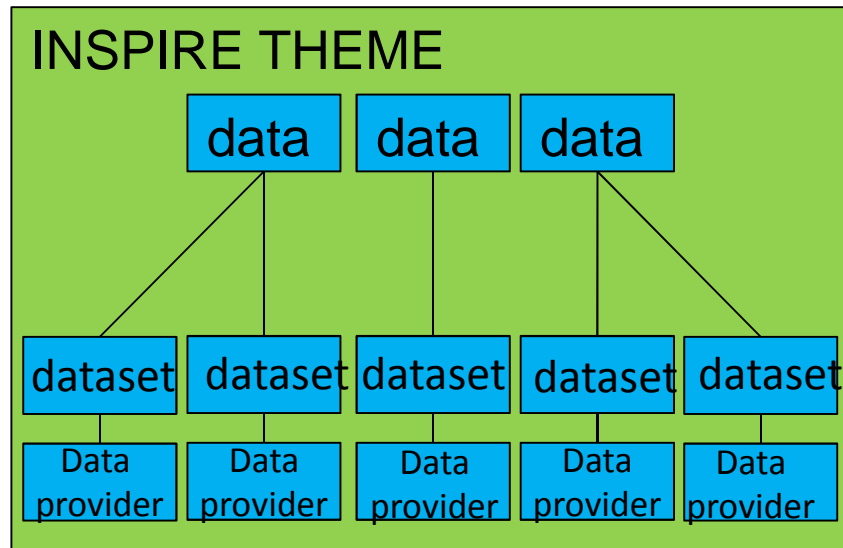 INSPIRE THEME
data data data
dataset dataset dataset dataset dataset
Data Data Data Data Data
provider provider provider provider provider